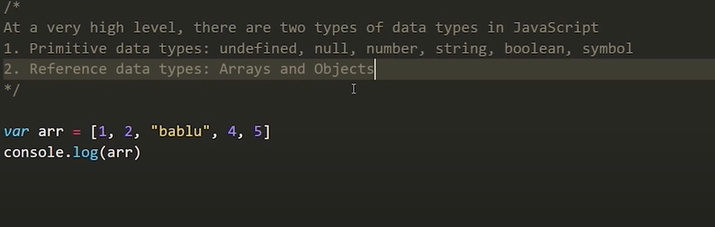 /*
At a very high level, there are two types of data types in JavaScript
1. Primitive data types: undefined, null, number, string, boolean, symbol
2. Reference data types: Arrays and Objects
*/
var arr = [1, 2, "bablu", 4, 5]
console.log(arr)